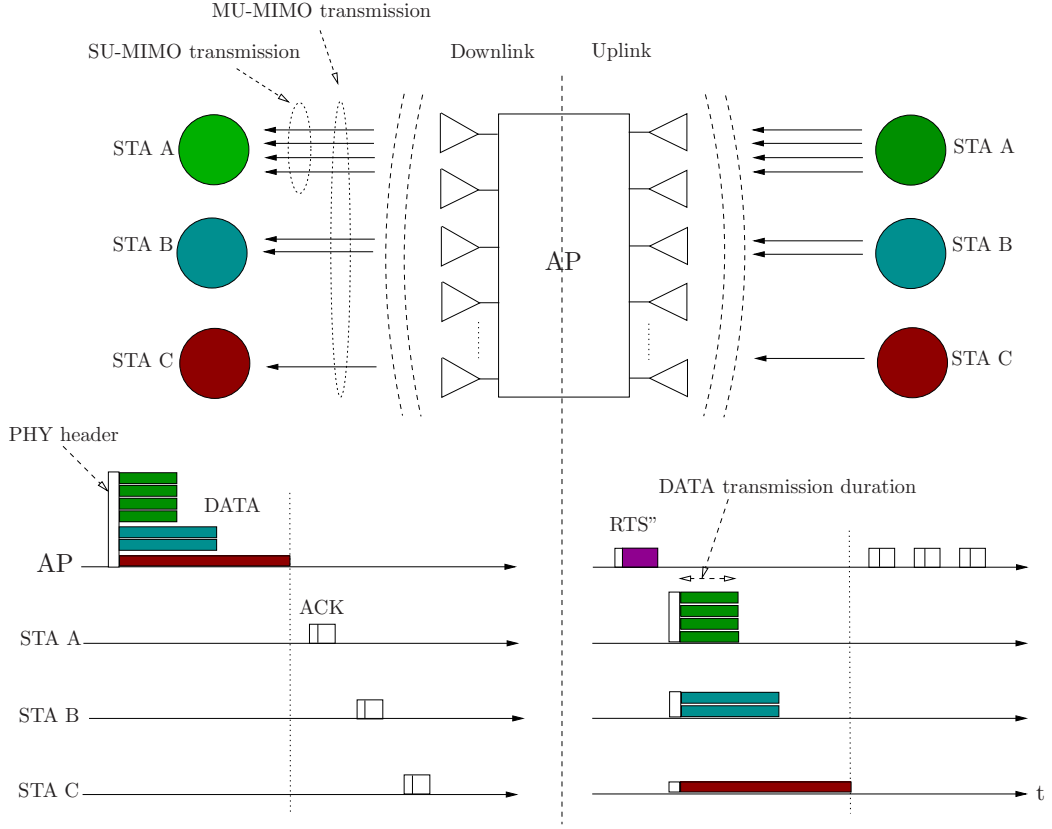 MU-MIMO transmission
SU-MIMO transmission
Downlink
Uplink
STA A
STA A
STA B
STA B
AP
STA C
STA C
PHY header
DATA
DATA transmission duration
RTS”
AP
ACK
STA A
STA B
STA C
t